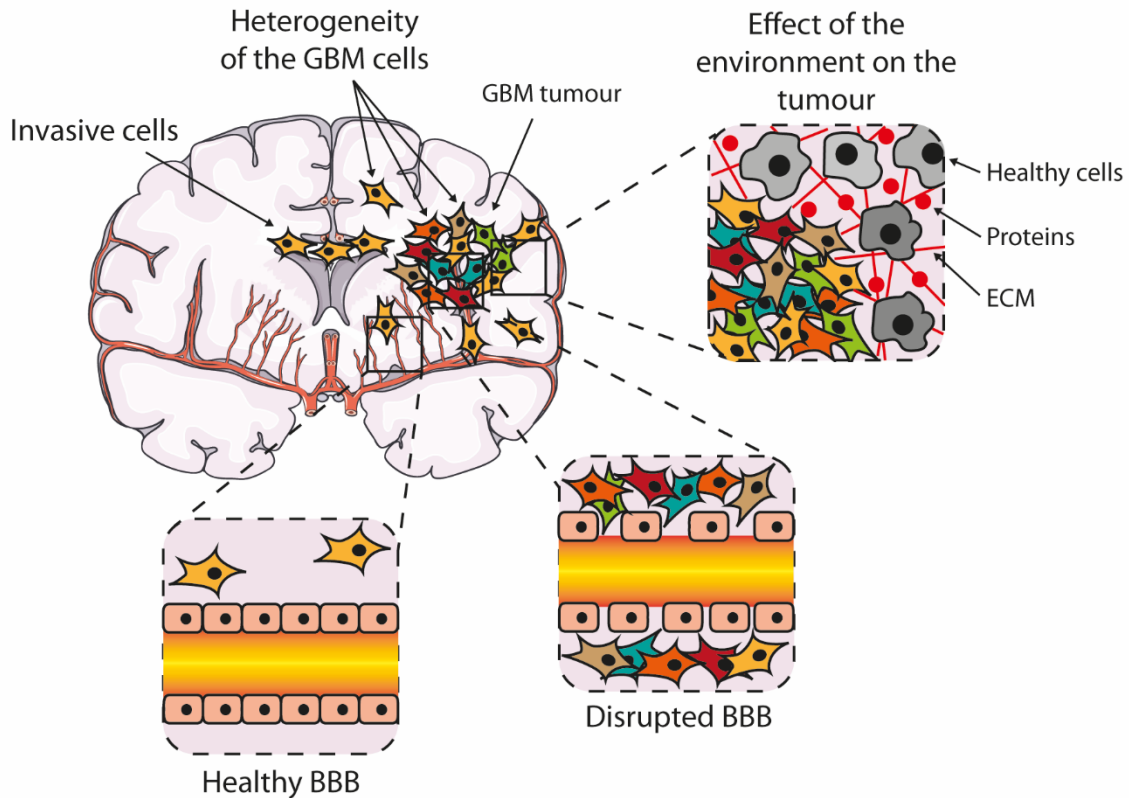 Heterogeneity
of the GBM cells
Effect of the
environment on the
tumour
GBM tumour
Invasive cells
Healthy cells
Proteins
ECM
Disrupted BBB
Healthy BBB